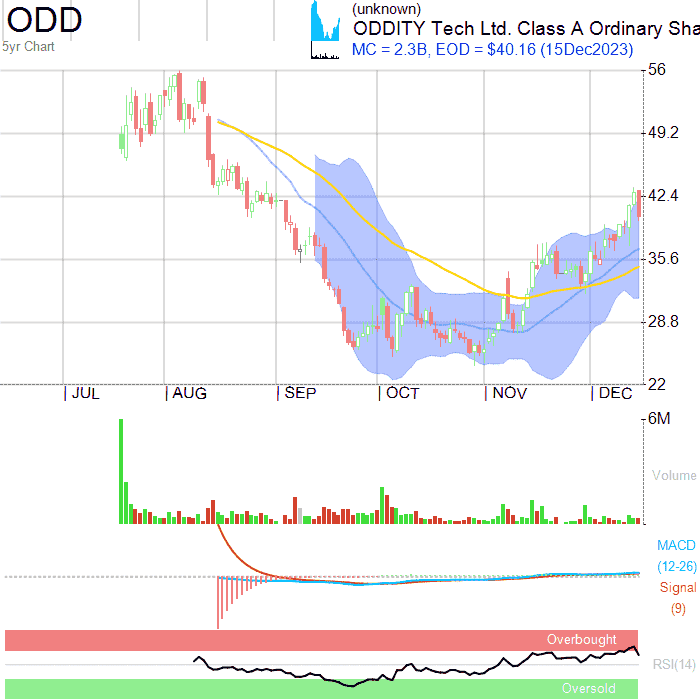 ODD
5yr Chart
(unknown)
ODDITY Tech Ltd. Class A Ordinary Sha
MC = 2.3B, EOD = $40.16 (15Dec2023)
56
49.2
42.4
35.6
28.8
22
JUL AUG SEP OCT NOV DEC
6M
Volume
MACD
(12-26)
Signal
(9)
Overbought
RSI(14)
Oversold